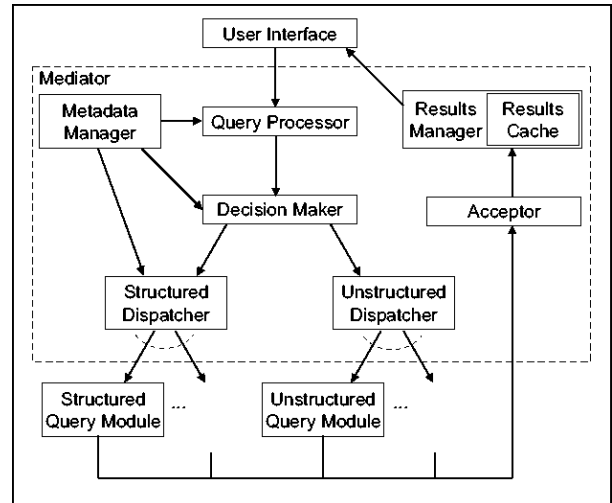 User Interface
Mediator
Metadata
Manager
Query Processor
Results
Manager
Results
Cache
Decision Maker
Acceptor
Structured
Dispatcher
Unstructured
Dispatcher
Structured
Query Module
...
Unstructured
Query Module
...